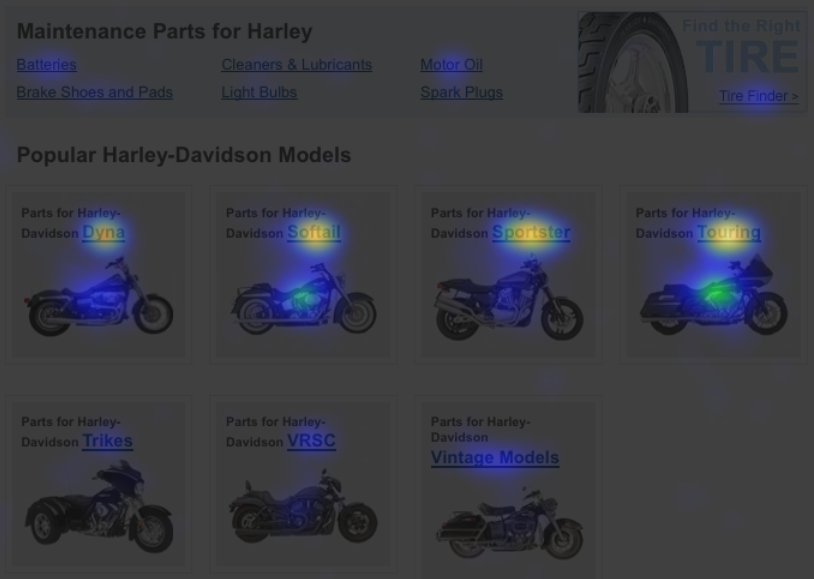 Maintenance Parts for Harley
Batteries
Cleaners & Lubricants
Motor Oil
Brake Shoes and Pads
Light Bulbs
Spark Plugs
Find the Right
TIRE
Tire Finder >
Popular Harley-Davidson Models
Parts for Harley-
Davidson Dyna
Parts for Harley-
Davidson Softail
Parts for Harley-
Davidson Sportster
Parts for Harley-
Davidson Touring
Parts for Harley-
Davidson Trikes
Parts for Harley-
Davidson VRSC
Parts for Harley-
Davidson
Vintage Models